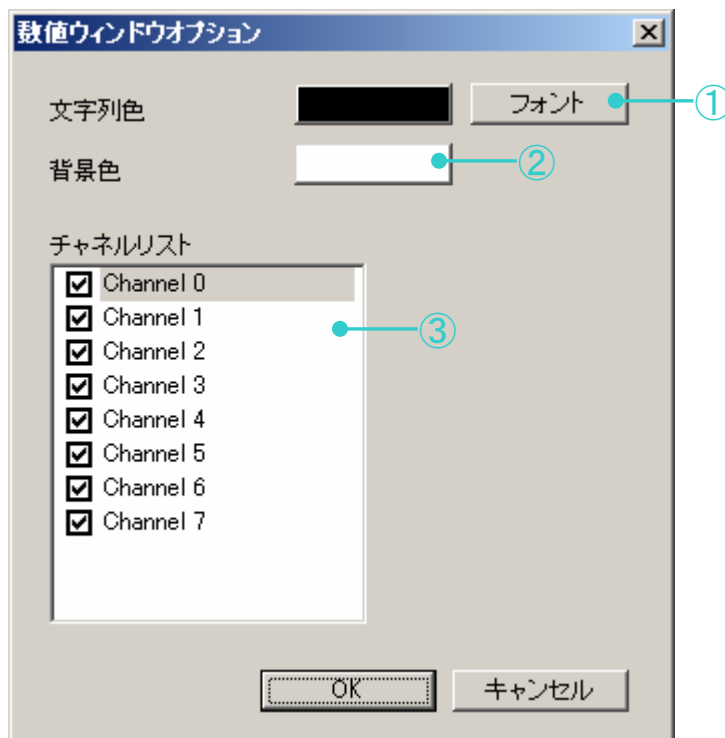 数値ウィンドウオプション
文字列色 フォント ①
背景色 ②
チャネルリスト
Channel 0
Channel 1 ③
Channel 2
Channel 3
Channel 4
Channel 5
Channel 6
Channel 7
OK キャンセル